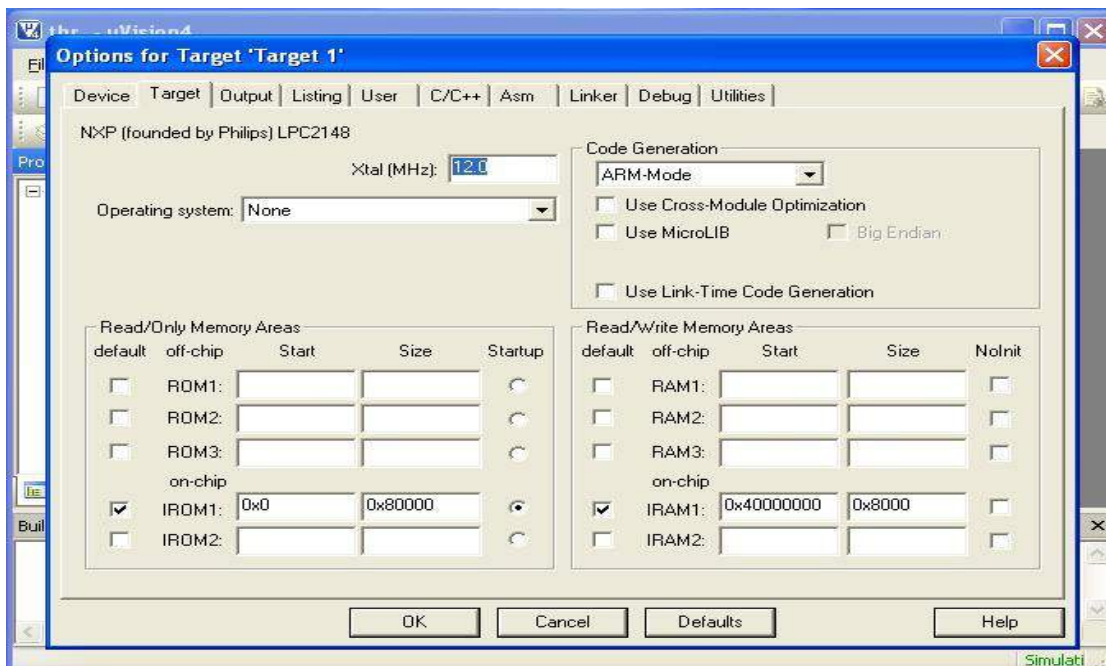 thr - uVision4
Options for Target 'Target 1'
Device Target Output Listing User C/C++ Asm Linker Debug Utilities
NXP (founded by Philips) LPC2148
Xtal (MHz): 12.0
Operating system: None
Code Generation
ARM-Mode
Use Cross-Module Optimization
Use MicroLIB Big Endian
Use Link-Time Code Generation
Read/Only Memory Areas
default off-chip Start Size Startup
ROM1:
ROM2:
ROM3:
on-chip
IROM1: 0x0 0x80000
IROM2:
Read/Write Memory Areas
default off-chip Start Size NoInit
RAM1:
RAM2:
RAM3:
on-chip
IRAM1: 0x40000000 0x8000
IRAM2:
OK Cancel Defaults Help
Fil
Pro
Buil
Simulati